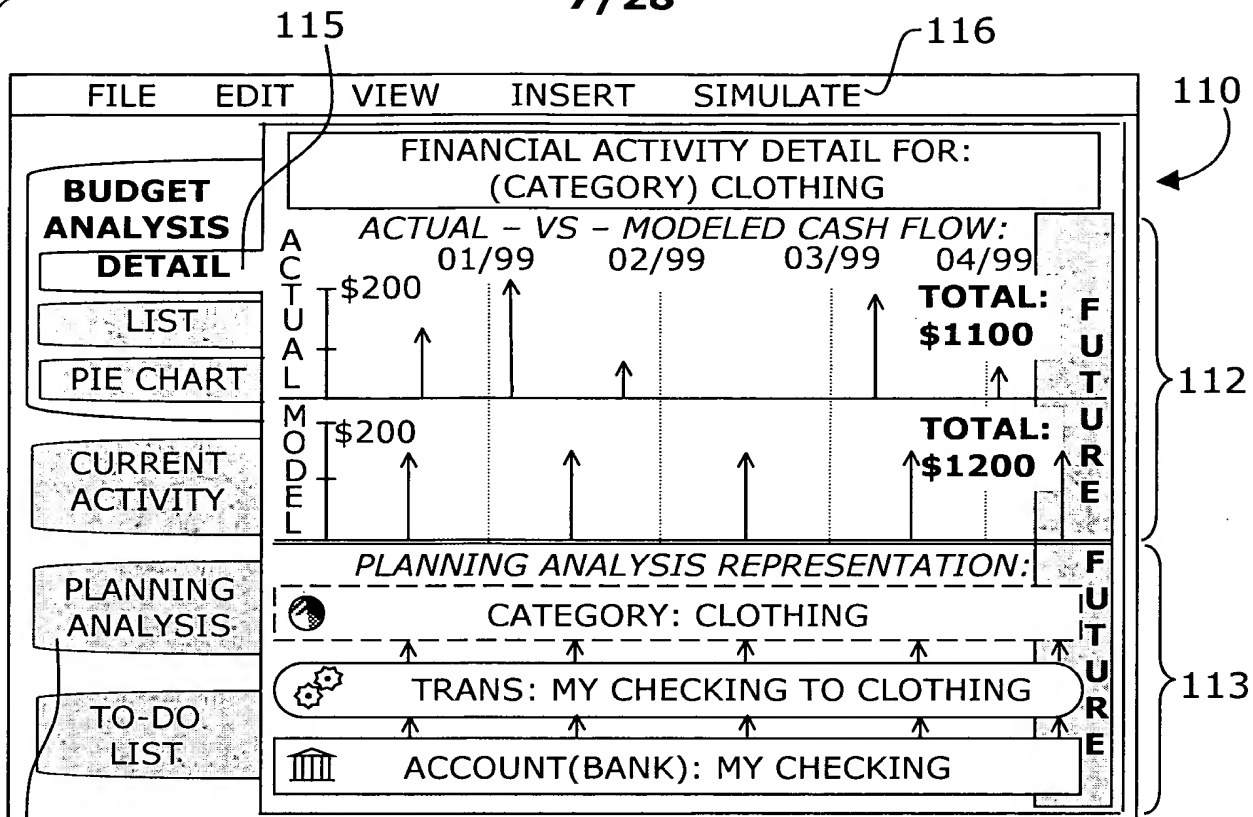 7/28
115
116
110
FILE EDIT VIEW INSERT SIMULATE
FINANCIAL ACTIVITY DETAIL FOR:
(CATEGORY) CLOTHING
BUDGET
ANALYSIS
DETAIL
LIST
PIE CHART
CURRENT
ACTIVITY
PLANNING
ANALYSIS
TO-DO
LIST
ACTUAL – VS – MODELED CASH FLOW:
01/99 02/99 03/99 04/99
ACTUAL
$200
TOTAL:
$1100
MODEL
$200
TOTAL:
$1200
FUTURE
112
PLANNING ANALYSIS REPRESENTATION:
CATEGORY: CLOTHING
TRANS: MY CHECKING TO CLOTHING
ACCOUNT(BANK): MY CHECKING
FUTURE
113